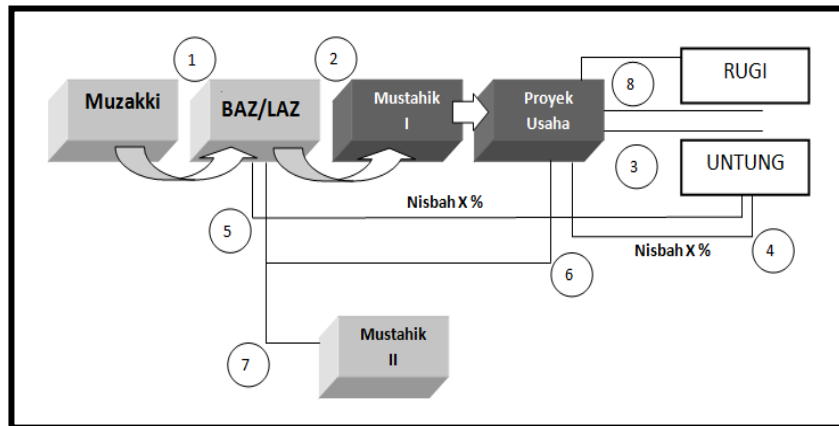 1
2
Muzakki
BAZ/LAZ
Mustahik
I
Proyek
Usaha
8
RUGI
3
UNTUNG
Nisbah X %
5
Nisbah X %
4
6
Mustahik
II
7